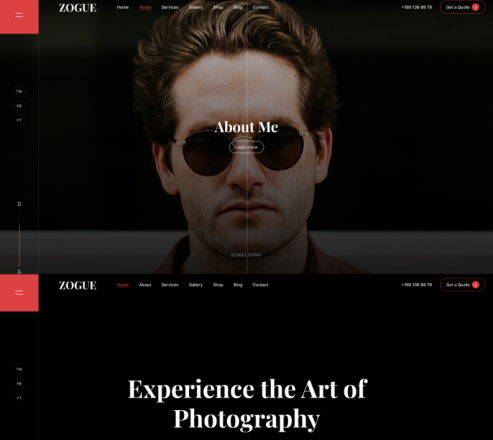 ZOGUE Home About Services Gallery Shop Blog Contact +188 136 89 79 Get a Quote
TW
FB
YT
About Me
Learn more
SCROLL DOWN
ZOGUE Home About Services Gallery Shop Blog Contact +188 136 89 79 Get a Quote
TW
FB
YT
Experience the Art of
Photography